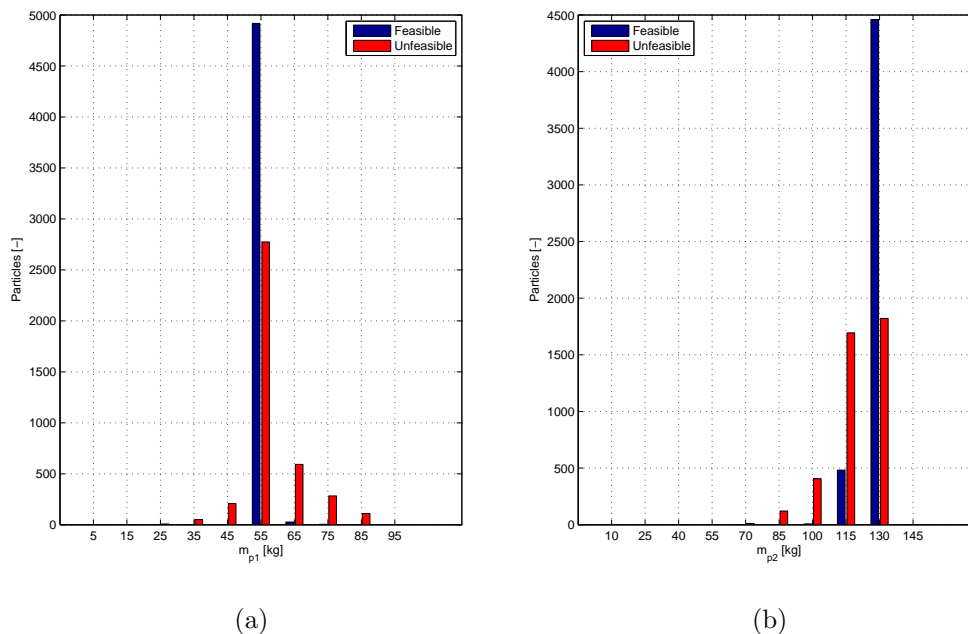 5000
4500
4000
3500
3000
2500
2000
1500
1000
500
0
Particles [−]
Feasible
Unfeasible
5 15 25 35 45 55 65 75 85 95
m_p1 [kg]
(a)
4500
4000
3500
3000
2500
2000
1500
1000
500
0
Particles [−]
Feasible
Unfeasible
10 25 40 55 70 85 100 115 130 145
m_p2 [kg]
(b)